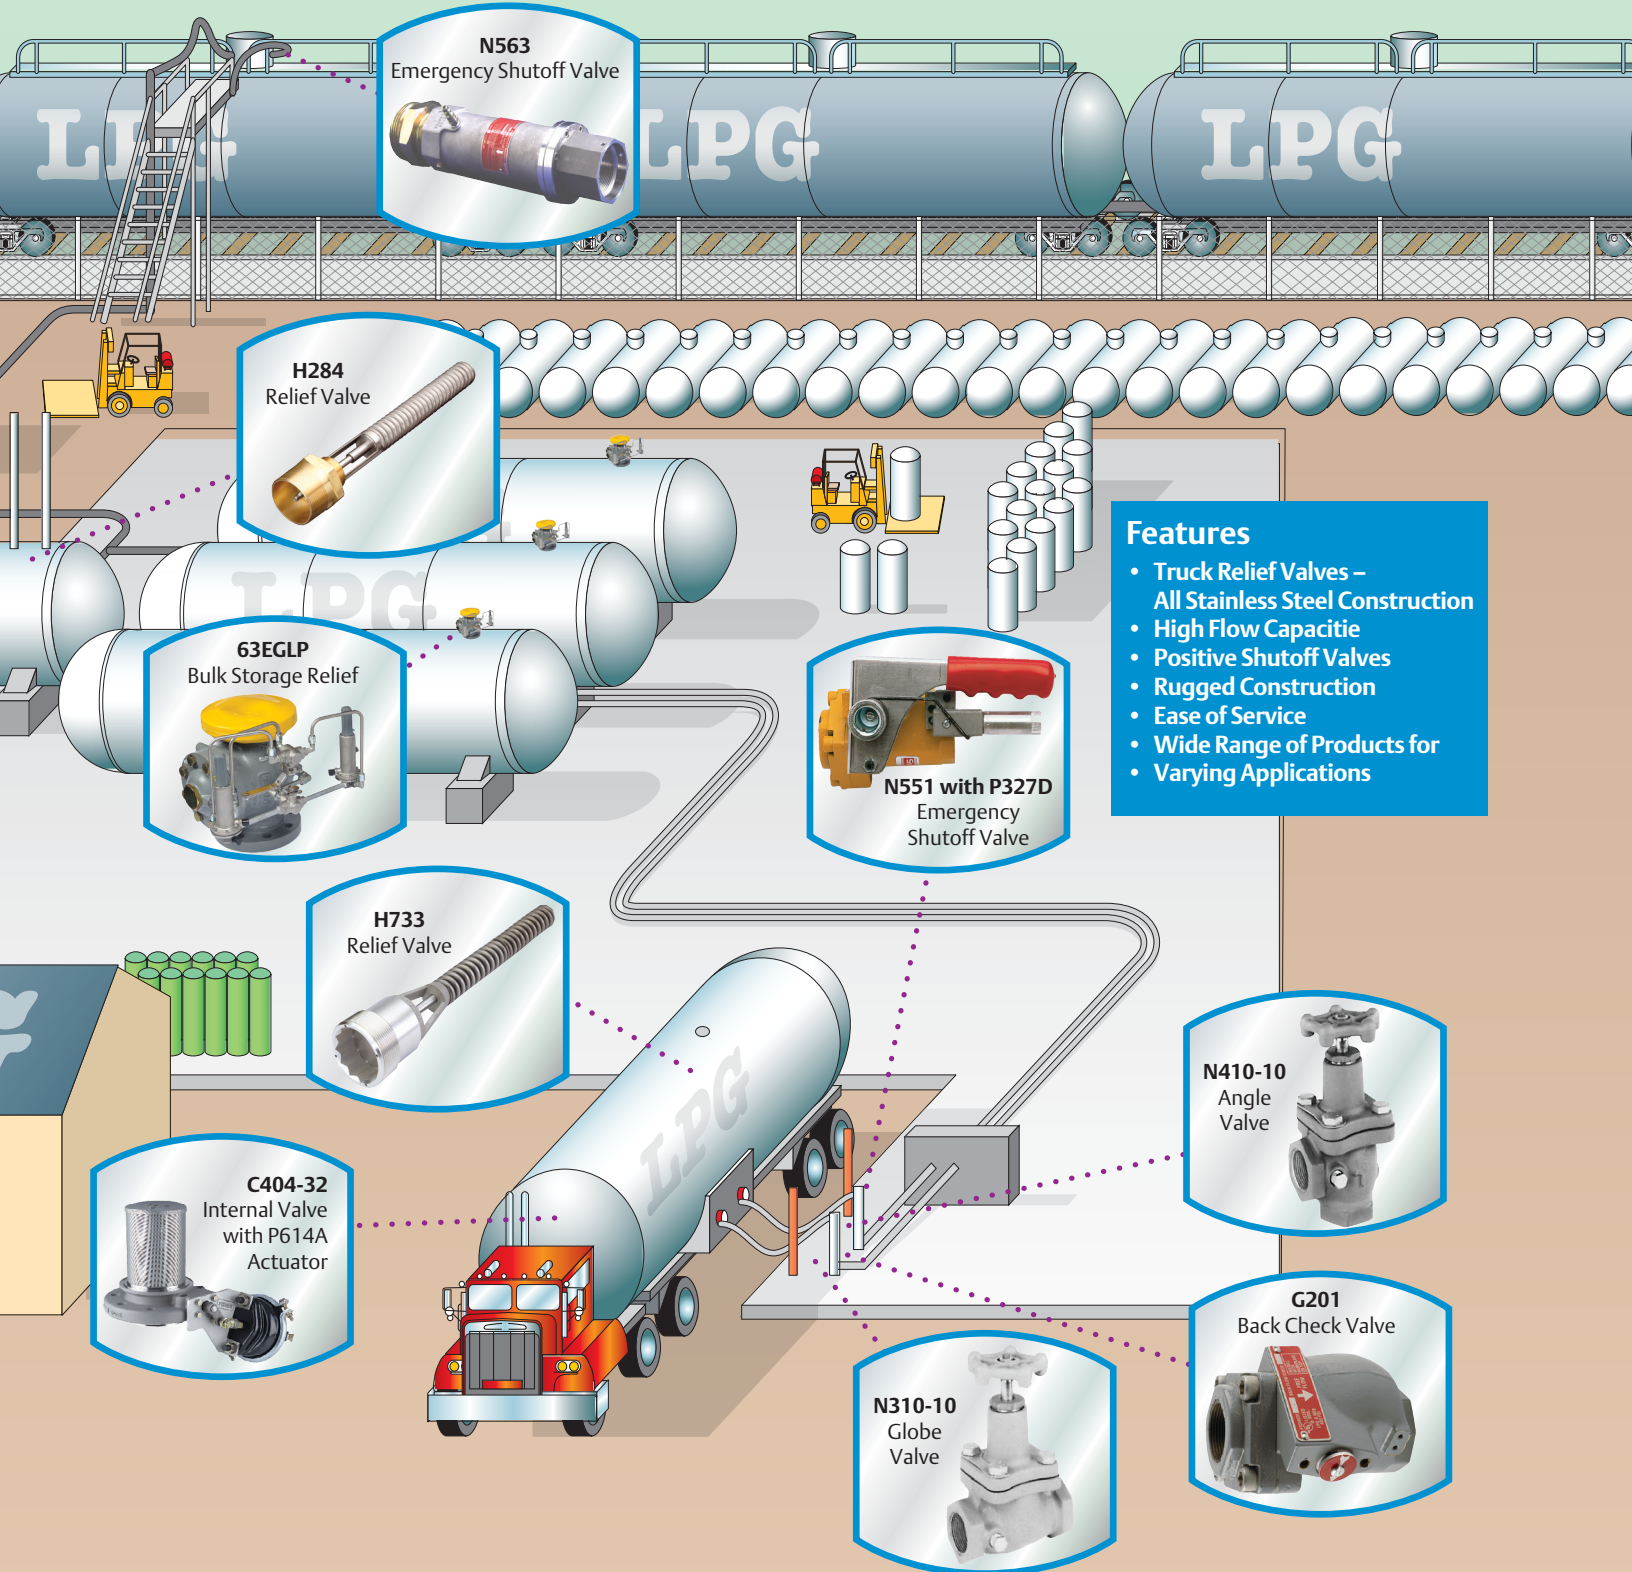 N563
Emergency Shutoff Valve
LPG
LPG
LPG
H284
Relief Valve
LPG
63EGLP
Bulk Storage Relief
N551 with P327D
Emergency
Shutoff Valve
Features
• Truck Relief Valves –
All Stainless Steel Construction
• High Flow Capacitie
• Positive Shutoff Valves
• Rugged Construction
• Ease of Service
• Wide Range of Products for
• Varying Applications
H733
Relief Valve
LPG
N410-10
Angle
Valve
C404-32
Internal Valve
with P614A
Actuator
G201
Back Check Valve
N310-10
Globe
Valve